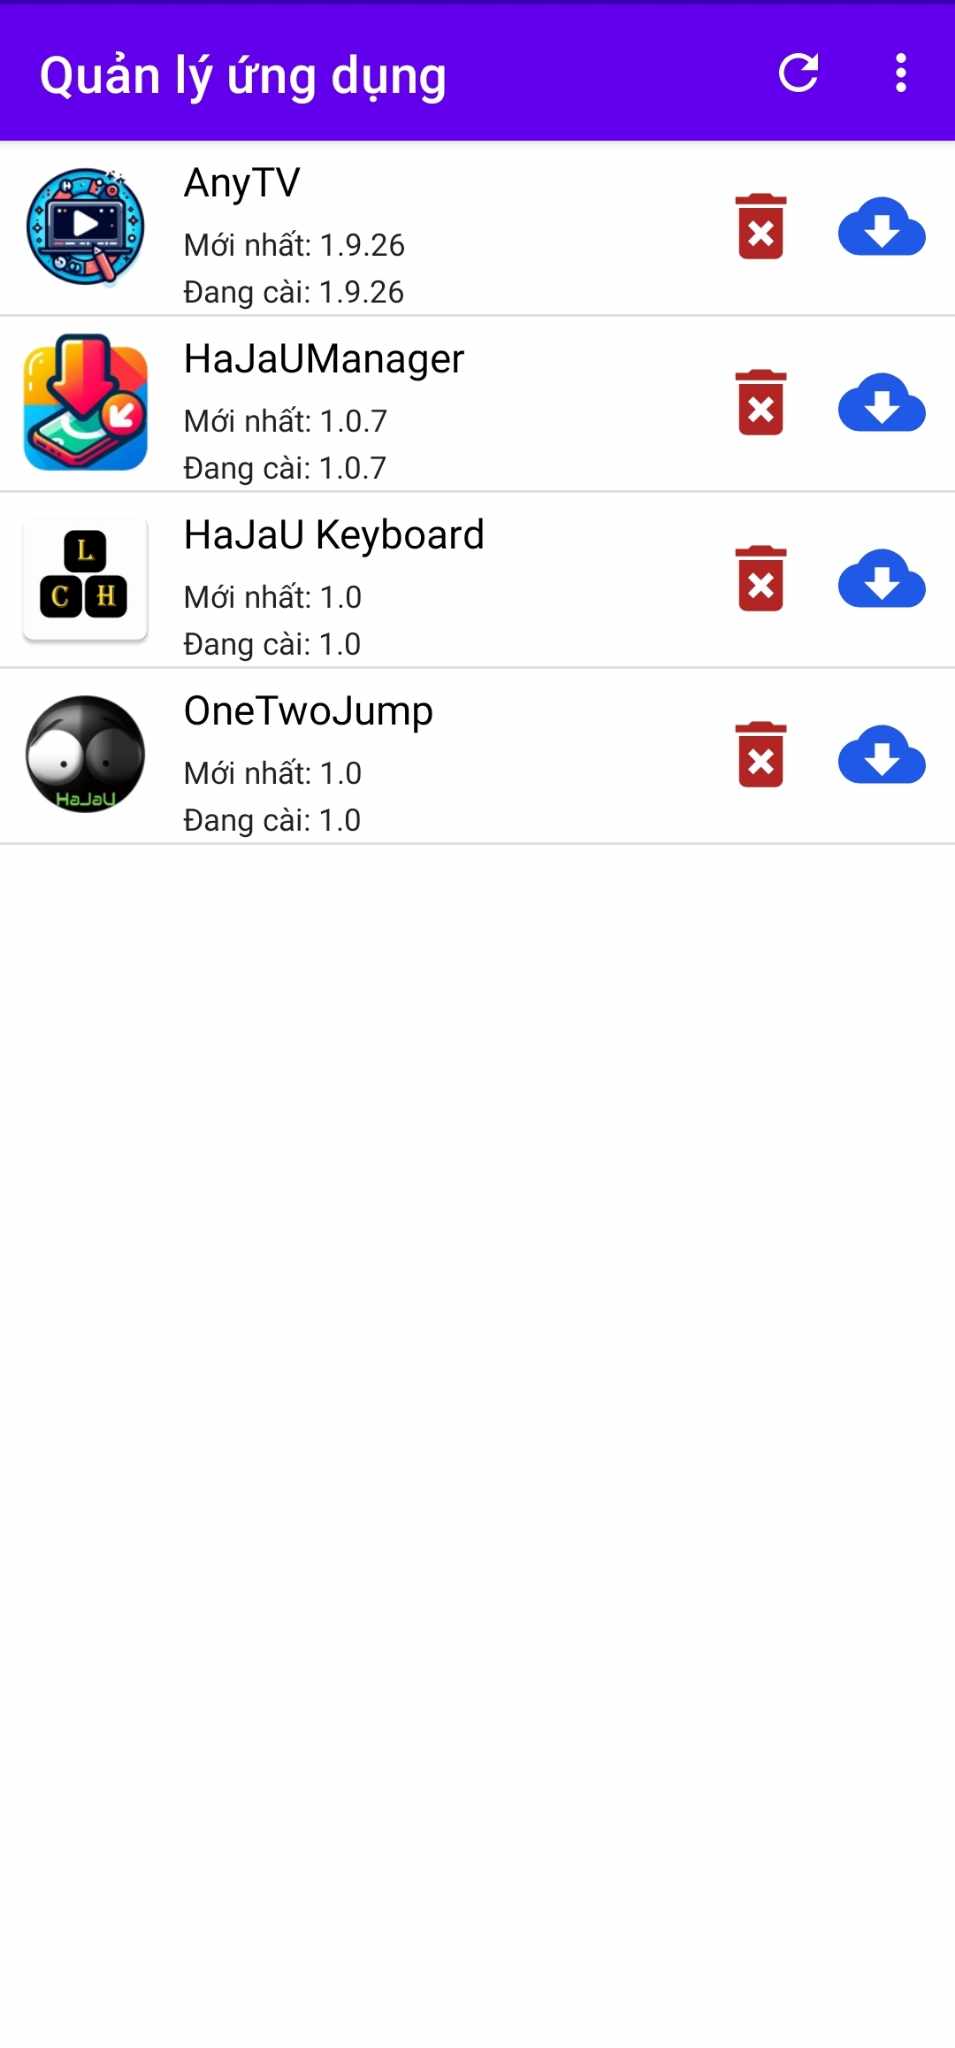 Quản lý ứng dụng
AnyTV
Mới nhất: 1.9.26
Đang cài: 1.9.26
HaJaUManager
Mới nhất: 1.0.7
Đang cài: 1.0.7
L
C H
HaJaU Keyboard
Mới nhất: 1.0
Đang cài: 1.0
HaJaU
OneTwoJump
Mới nhất: 1.0
Đang cài: 1.0